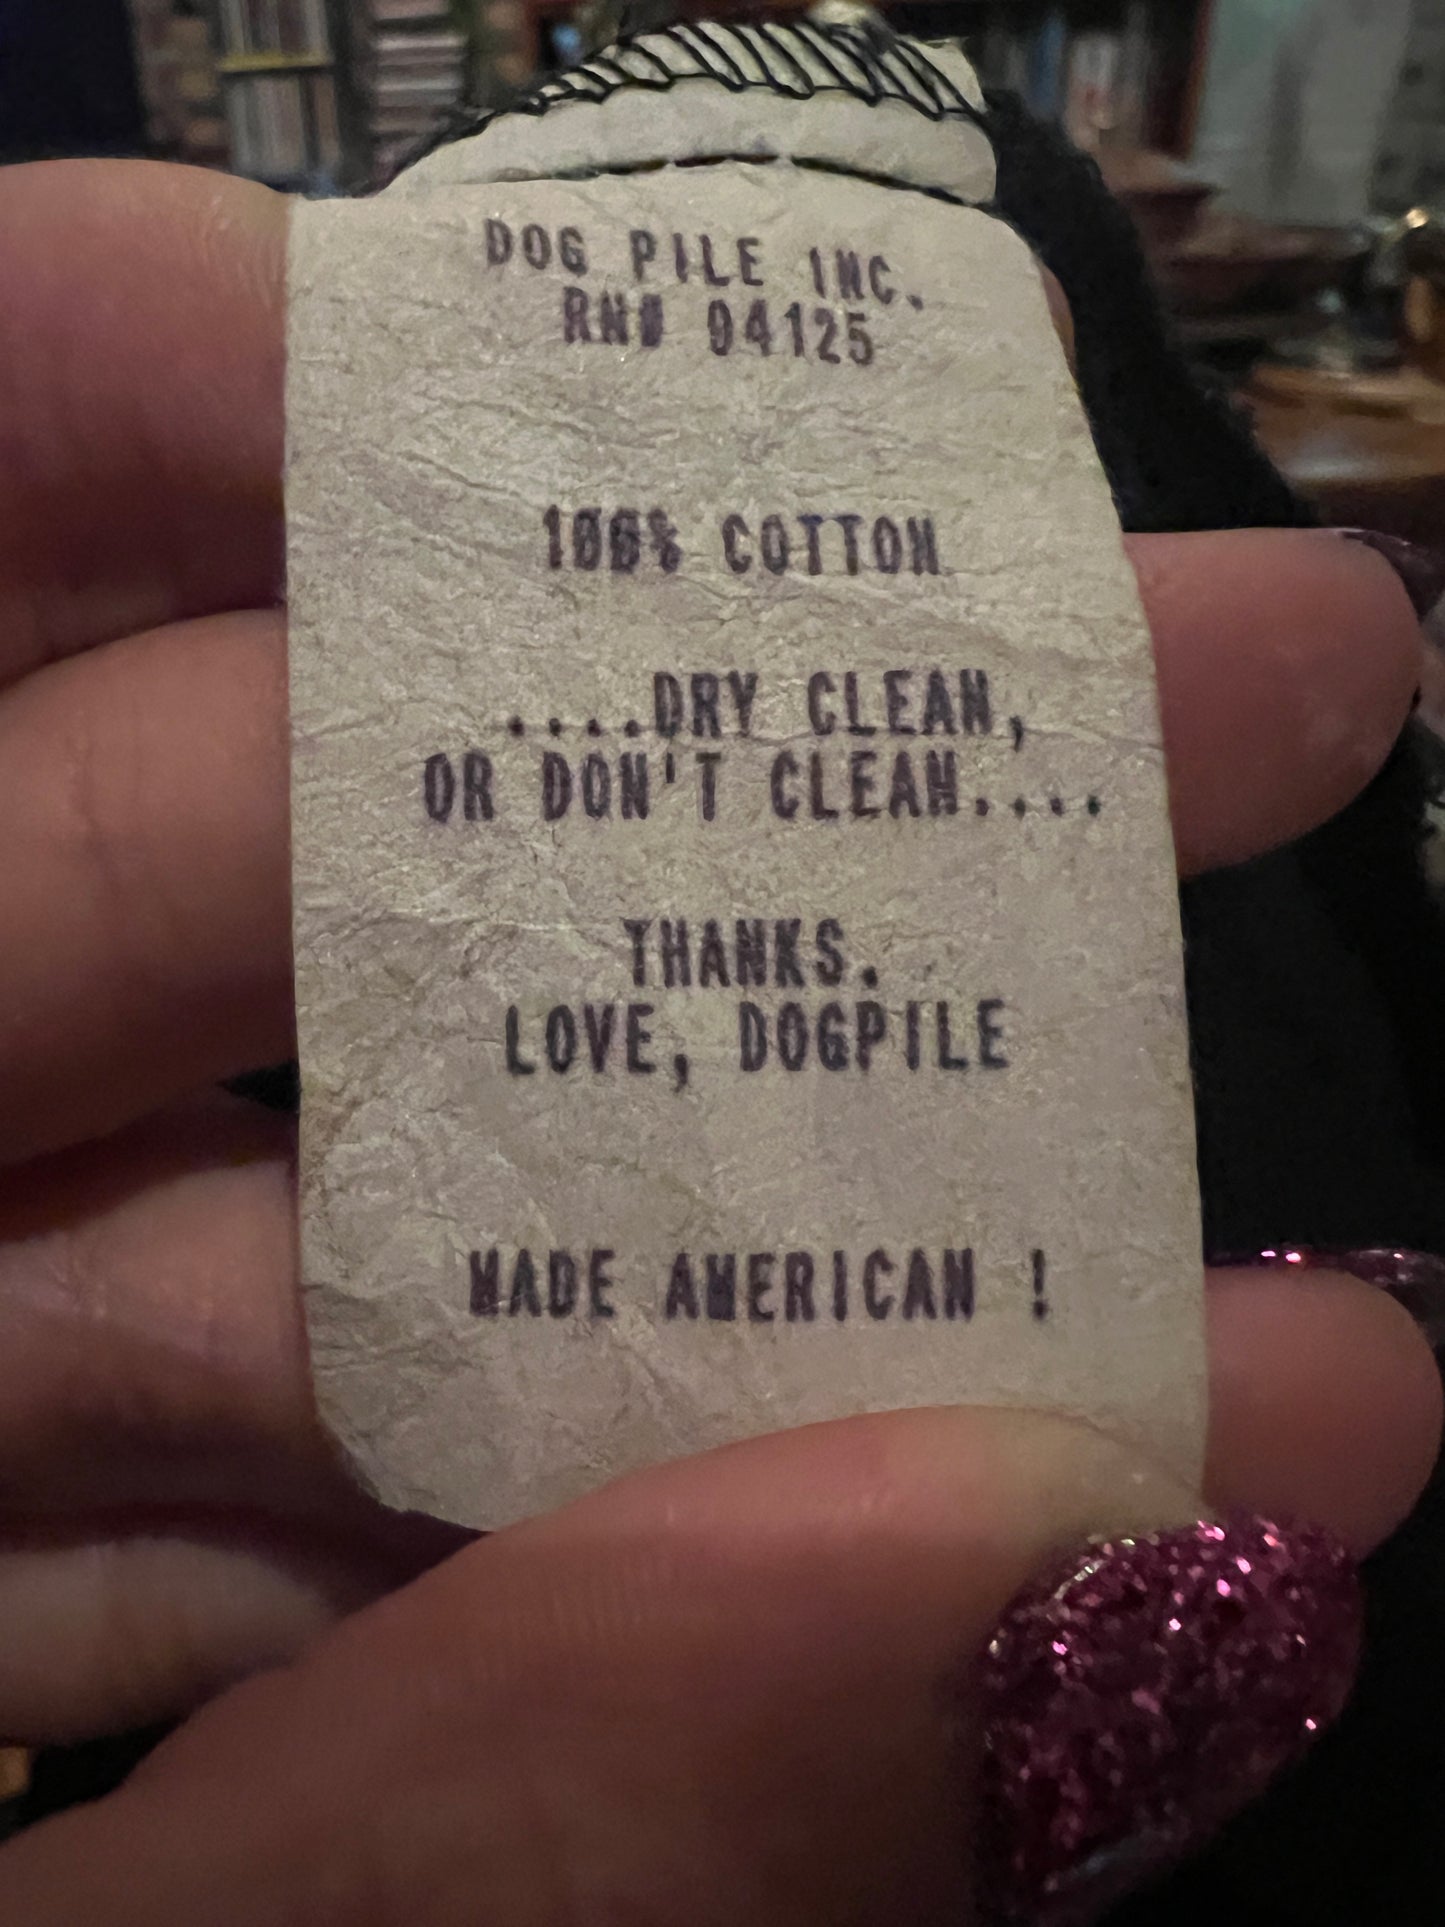 DOG PILE INC.
RN# 94125
100% COTTON
....DRY CLEAN,
OR DON'T CLEAN....
THANKS.
LOVE, DOGPILE
MADE AMERICAN !